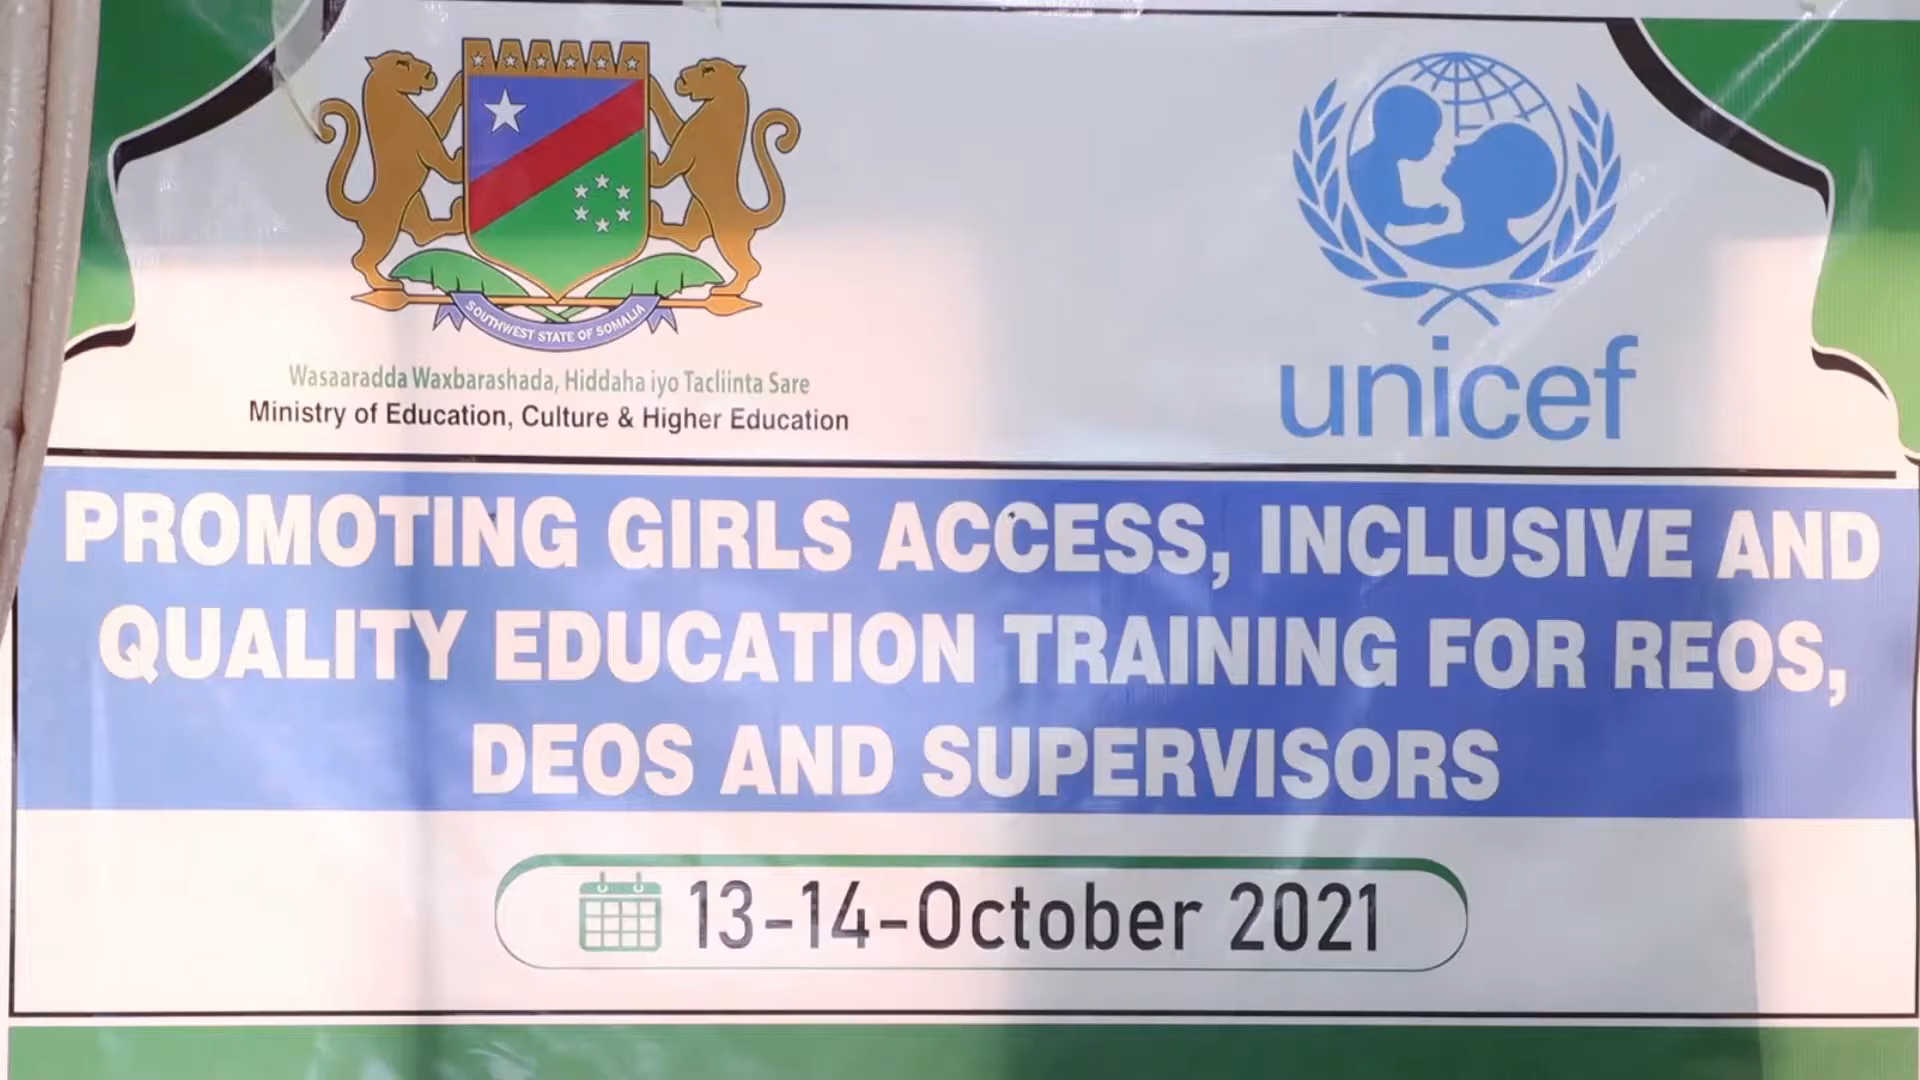 SOUTHWEST STATE OF SOMALIA
Wasaaradda Waxbarashada, Hiddaha iyo Tacliinta Sare
Ministry of Education, Culture & Higher Education
unicef
PROMOTING GIRLS ACCESS, INCLUSIVE AND
QUALITY EDUCATION TRAINING FOR REOS,
DEOS AND SUPERVISORS
13-14-October 2021